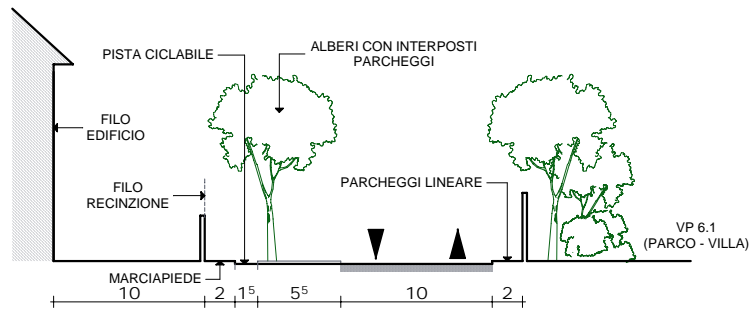 PISTA CICLABILE
ALBERI CON INTERPOSTI
PARCHEGGI
FILO
EDIFICIO
FILO
RECINZIONE
PARCHEGGI LINEARE
VP 6.1
(PARCO - VILLA)
MARCIAPIEDE
10 2 1⁵ 5⁵ 10 2